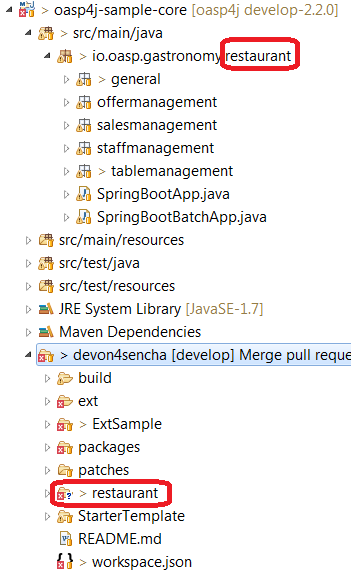 > oasp4j-sample-core [oasp4j develop-2.2.0]
> src/main/java
> io.oasp.gastronomy.restaurant
> general
offermanagement
salesmanagement
staffmanagement
> tablemanagement
SpringBootApp.java
SpringBootBatchApp.java
src/main/resources
src/test/java
src/test/resources
JRE System Library [JavaSE-1.7]
Maven Dependencies
> devon4sencha [develop] Merge pull reque
build
ext
> ExtSample
packages
patches
> restaurant
StarterTemplate
README.md
> workspace.json